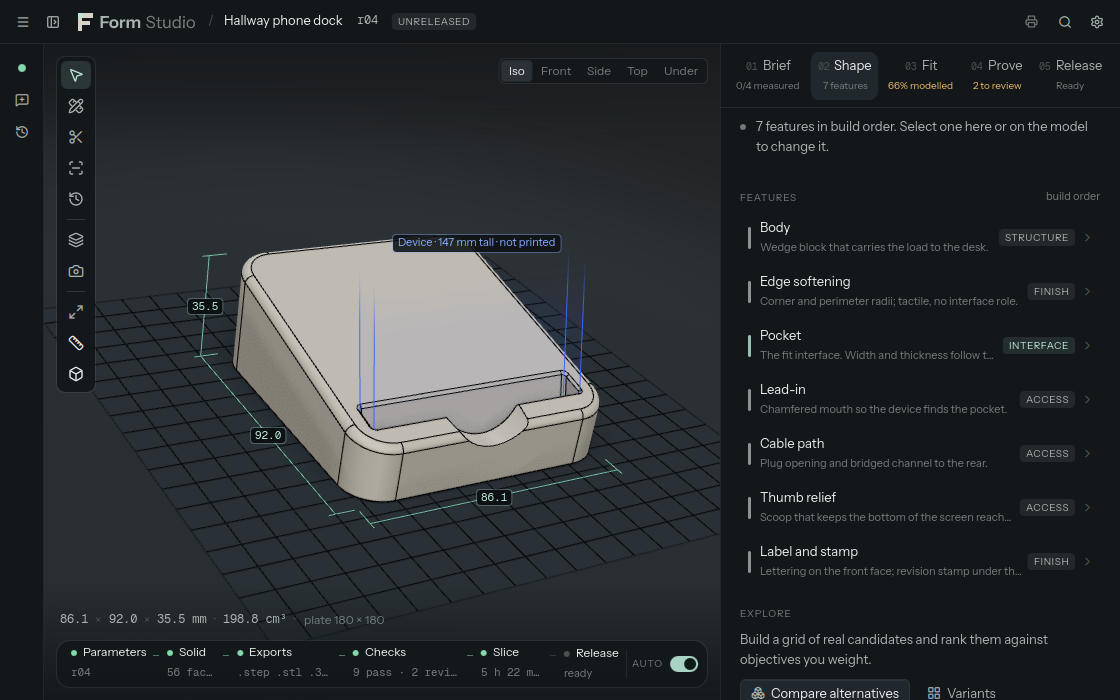 Form Studio / Hallway phone dock r04 UNRELEASED
Iso Front Side Top Under
01 Brief 02 Shape 03 Fit 04 Prove 05 Release
0/4 measured 7 features 66% modelled 2 to review Ready
7 features in build order. Select one here or on the model
to change it.
FEATURES build order
Body
Wedge block that carries the load to the desk. STRUCTURE
Edge softening
Corner and perimeter radii; tactile, no interface role. FINISH
Pocket
The fit interface. Width and thickness follow t… INTERFACE
Lead-in
Chamfered mouth so the device finds the pocket. ACCESS
Cable path
Plug opening and bridged channel to the rear. ACCESS
Thumb relief
Scoop that keeps the bottom of the screen reach… ACCESS
Label and stamp
Lettering on the front face; revision stamp under th… FINISH
EXPLORE
Build a grid of real candidates and rank them against
objectives you weight.
Compare alternatives Variants
Device · 147 mm tall · not printed
35.5
92.0
86.1
86.1 × 92.0 × 35.5 mm · 198.8 cm³ plate 180 × 180
Parameters Solid Exports Checks Slice Release
r04 56 fac… .step .stl .3… 9 pass · 2 revi… 5 h 22 m… ready
AUTO